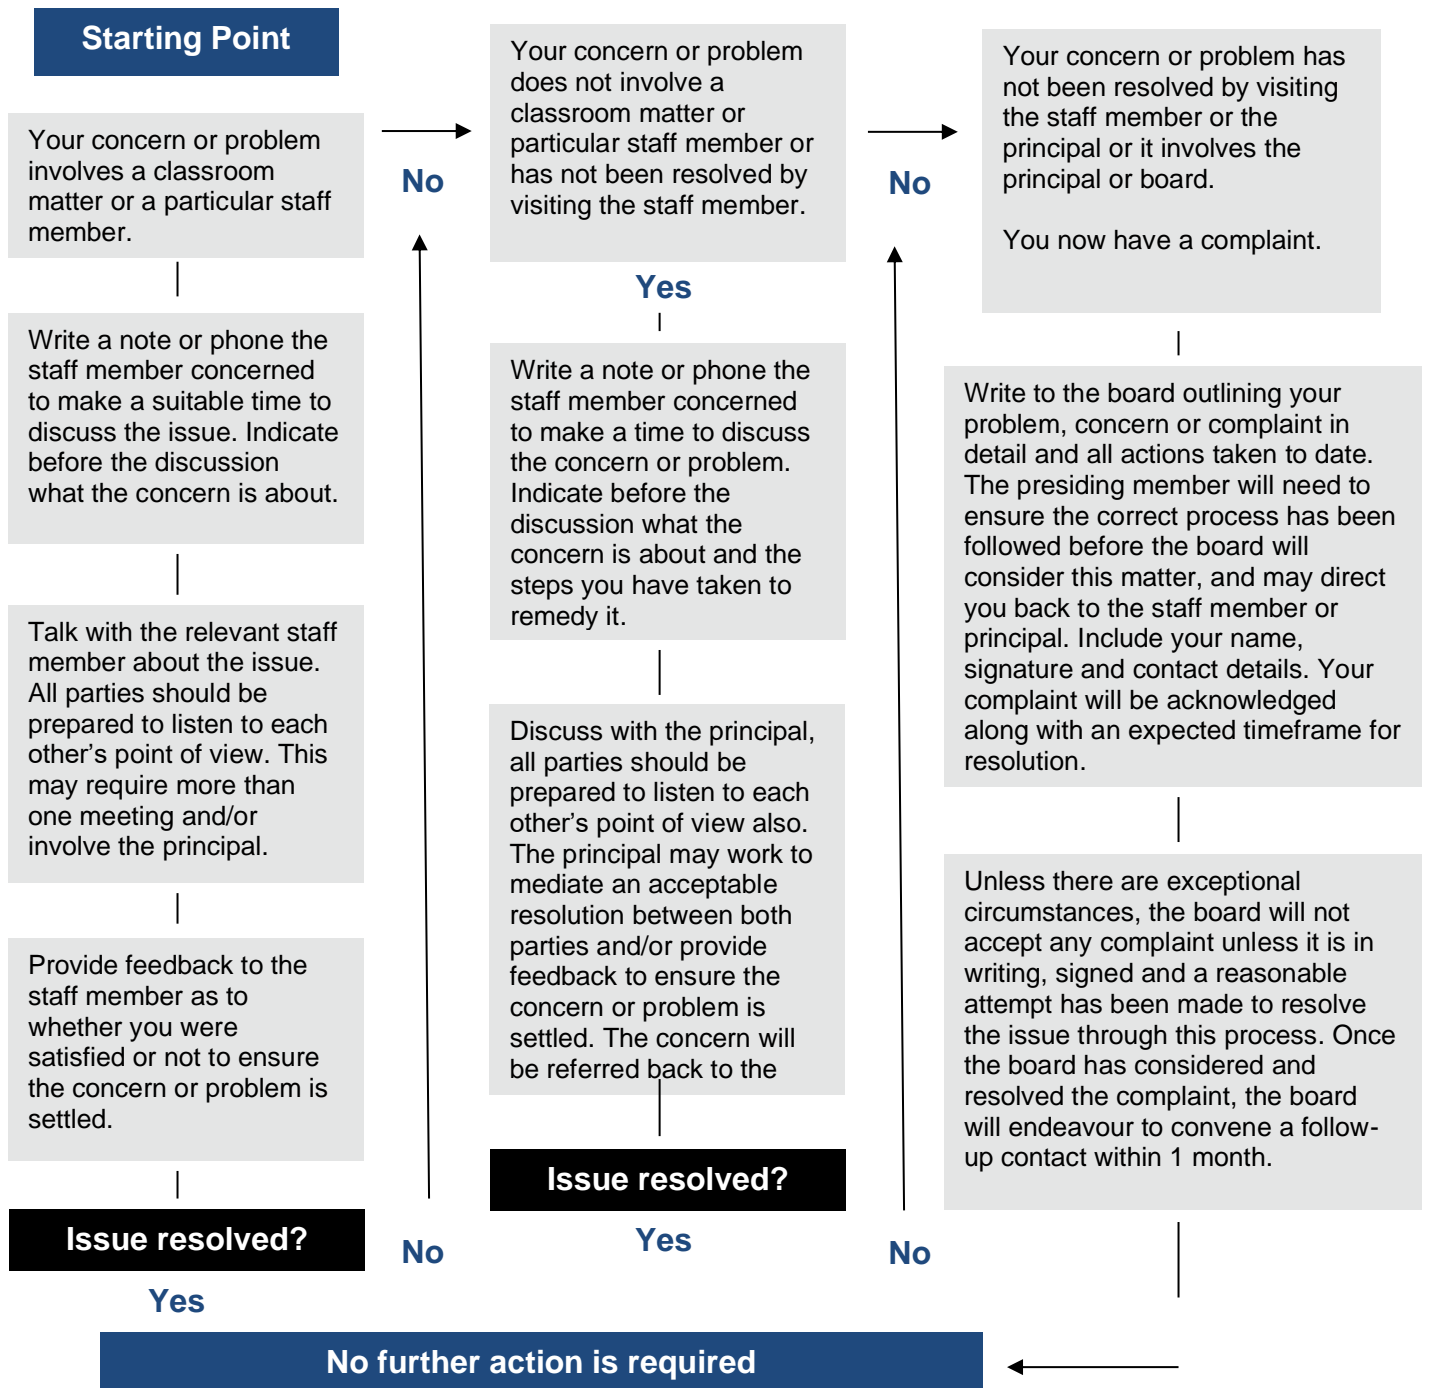 Starting Point
Your concern or problem
involves a classroom
matter or a particular staff
member.
Write a note or phone the
staff member concerned
to make a suitable time to
discuss the issue. Indicate
before the discussion
what the concern is about.
Talk with the relevant staff
member about the issue.
All parties should be
prepared to listen to each
other’s point of view. This
may require more than
one meeting and/or
involve the principal.
Provide feedback to the
staff member as to
whether you were
satisfied or not to ensure
the concern or problem is
settled.
Issue resolved?
Yes
No
No
Your concern or problem
does not involve a
classroom matter or
particular staff member or
has not been resolved by
visiting the staff member.
Yes
Write a note or phone the
staff member concerned
to make a time to discuss
the concern or problem.
Indicate before the
discussion what the
concern is about and the
steps you have taken to
remedy it.
Discuss with the principal,
all parties should be
prepared to listen to each
other’s point of view also.
The principal may work to
mediate an acceptable
resolution between both
parties and/or provide
feedback to ensure the
concern or problem is
settled. The concern will
be referred back to the
Issue resolved?
Yes
No
No
Your concern or problem has
not been resolved by visiting
the staff member or the
principal or it involves the
principal or board.
You now have a complaint.
Write to the board outlining your
problem, concern or complaint in
detail and all actions taken to date.
The presiding member will need to
ensure the correct process has been
followed before the board will
consider this matter, and may direct
you back to the staff member or
principal. Include your name,
signature and contact details. Your
complaint will be acknowledged
along with an expected timeframe for
resolution.
Unless there are exceptional
circumstances, the board will not
accept any complaint unless it is in
writing, signed and a reasonable
attempt has been made to resolve
the issue through this process. Once
the board has considered and
resolved the complaint, the board
will endeavour to convene a follow-
up contact within 1 month.
No further action is required